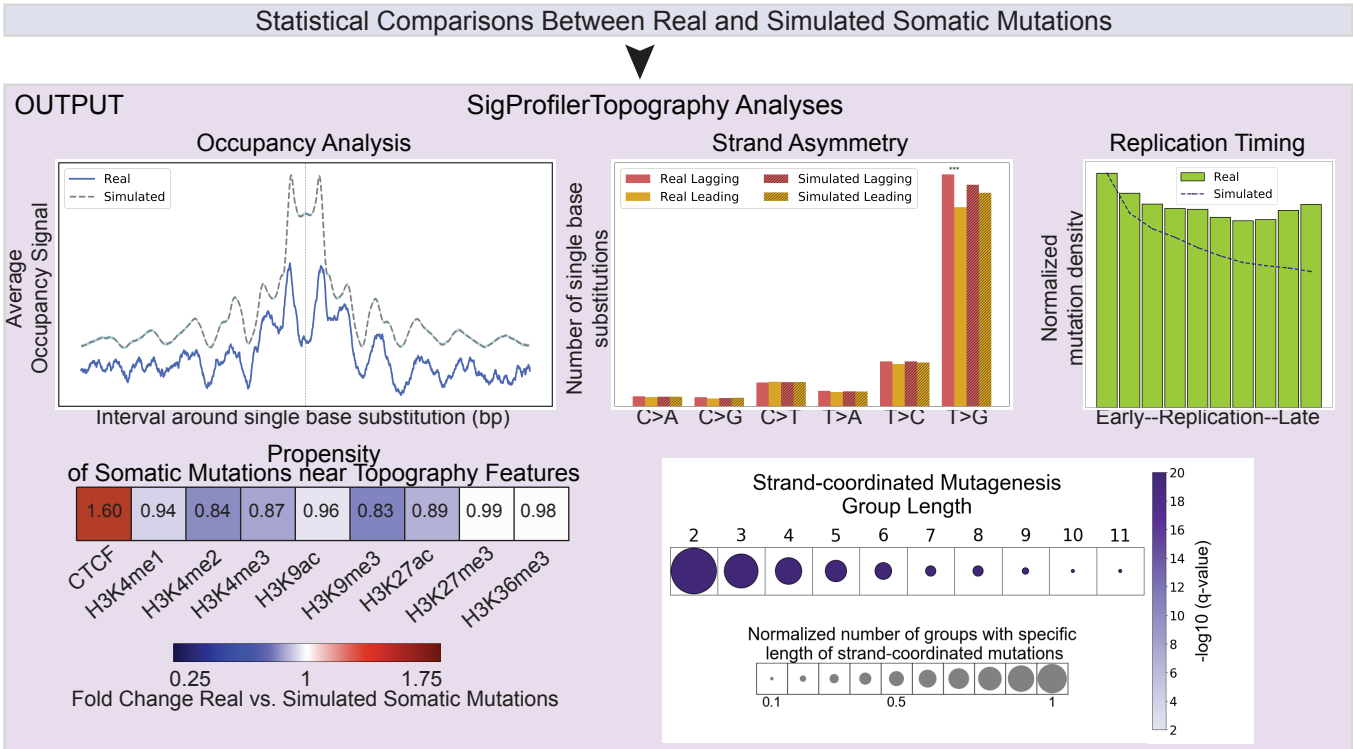 Statistical Comparisons Between Real and Simulated Somatic Mutations
OUTPUT
SigProfilerTopography Analyses
Occupancy Analysis
Real
Simulated
Average
Occupancy Signal
Interval around single base substitution (bp)
Strand Asymmetry
Real Lagging
Real Leading
Simulated Lagging
Simulated Leading
***
Number of single base
substitutions
C>A C>G C>T T>A T>C T>G
Replication Timing
Real
Simulated
Normalized
mutation density
Early--Replication--Late
Propensity
of Somatic Mutations near Topography Features
1.60 0.94 0.84 0.87 0.96 0.83 0.89 0.99 0.98
CTCF
H3K4me1
H3K4me2
H3K4me3
H3K9ac
H3K9me3
H3K27ac
H3K27me3
H3K36me3
0.25 1 1.75
Fold Change Real vs. Simulated Somatic Mutations
Strand-coordinated Mutagenesis
Group Length
2 3 4 5 6 7 8 9 10 11
Normalized number of groups with specific
length of strand-coordinated mutations
0.1 0.5 1
20
18
16
14
12
10
8
6
4
2
-log10 (q-value)